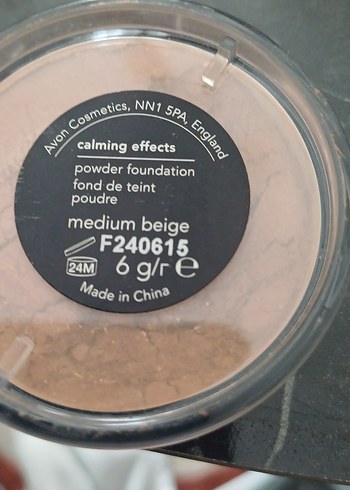 Avon Cosmetics, NN1 5PA, England
calming effects
powder foundation
fond de teint
poudre
medium beige
F240615
24M 6 g/г e
Made in China